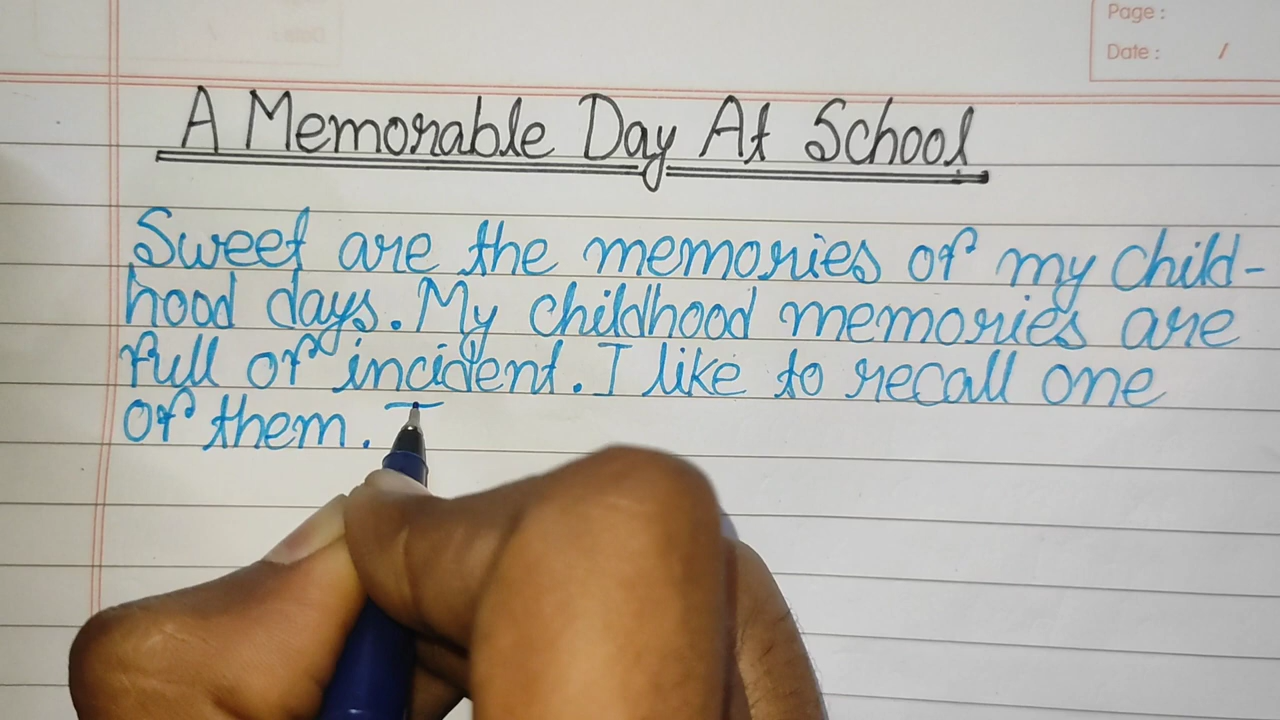 Page :
Date : /
A Memorable Day At School
Sweet are the memories of my child-
hood days. My childhood memories are
full of incident. I like to recall one
of them.